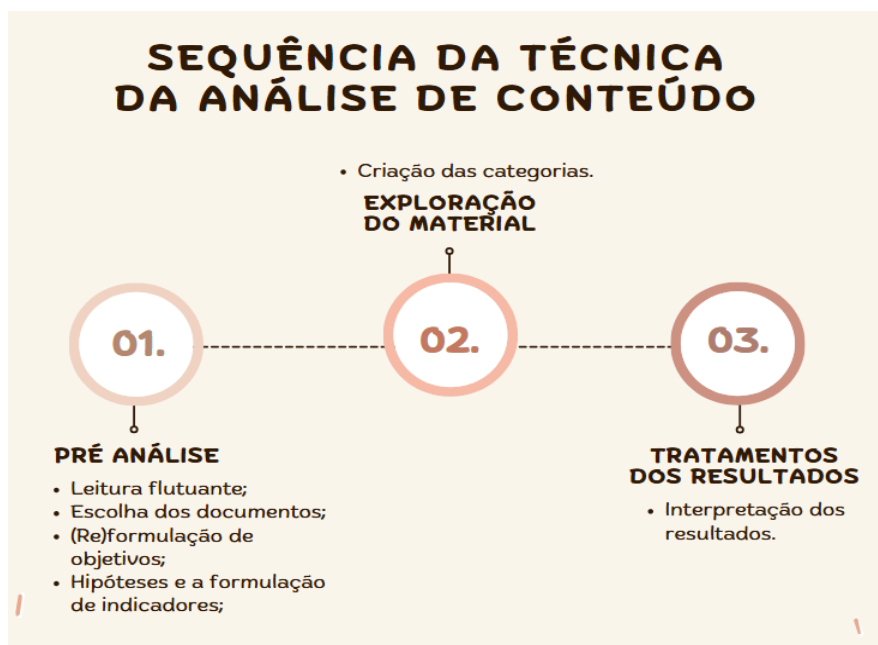 SEQUÊNCIA DA TÉCNICA
DA ANÁLISE DE CONTEÚDO
• Criação das categorias.
EXPLORAÇÃO
DO MATERIAL
01.
02.
03.
PRÉ ANÁLISE
• Leitura flutuante;
• Escolha dos documentos;
• (Re)formulação de
objetivos;
• Hipóteses e a formulação
de indicadores;
TRATAMENTOS
DOS RESULTADOS
• Interpretação dos
resultados.